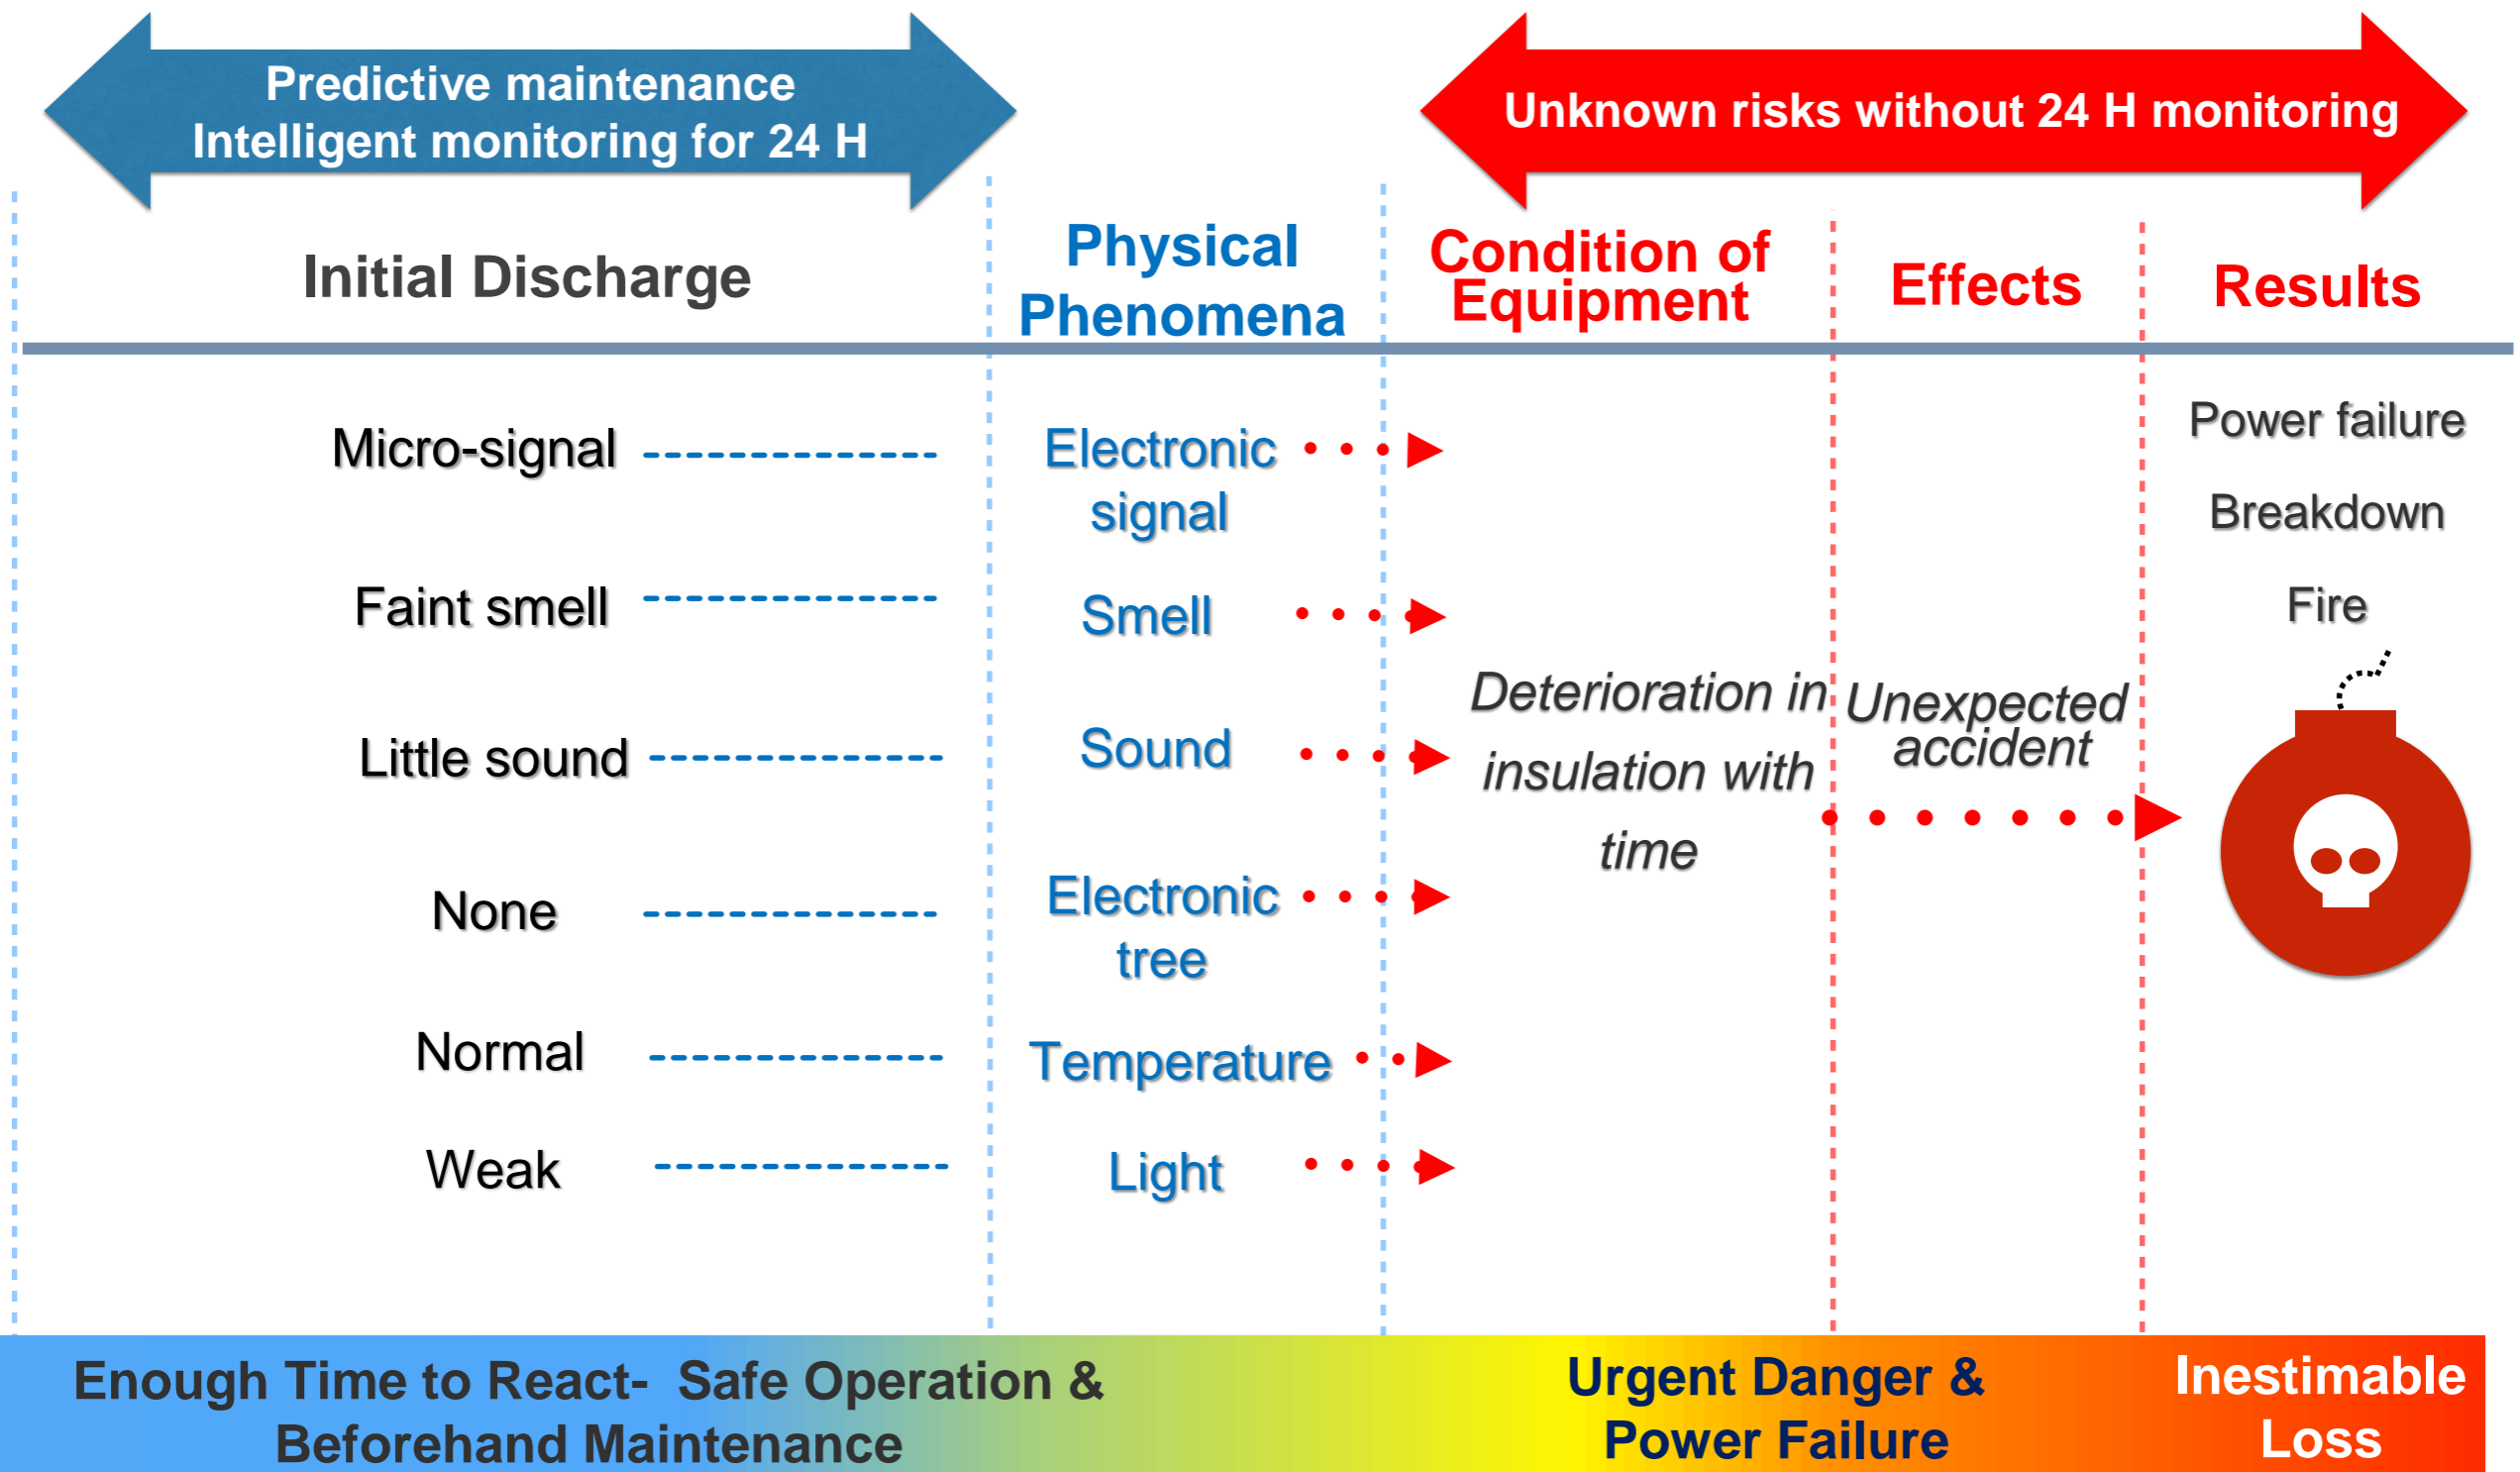 Predictive maintenance
Intelligent monitoring for 24 H
Unknown risks without 24 H monitoring
Initial Discharge
Physical
Phenomena
Condition of
Equipment
Effects
Results
Micro-signal
Electronic
signal
Faint smell
Smell
Little sound
Sound
None
Electronic
tree
Normal
Temperature
Weak
Light
Deterioration in
insulation with
time
Unexpected
accident
Power failure
Breakdown
Fire
Enough Time to React-  Safe Operation &
Beforehand Maintenance
Urgent Danger &
Power Failure
Inestimable
Loss